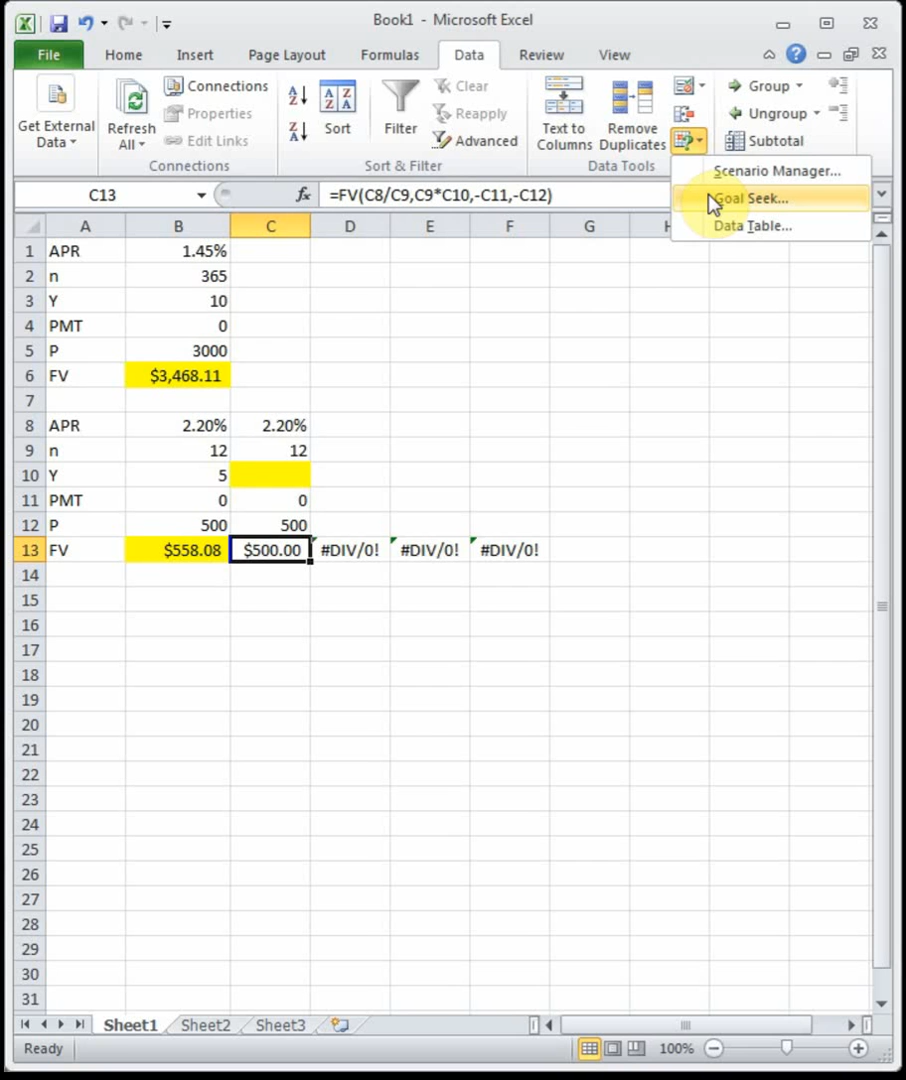 Book1 - Microsoft Excel
File Home Insert Page Layout Formulas Data Review View
Get External Data
Refresh All
Connections
Properties
Edit Links
Connections
Sort
Filter
Clear
Reapply
Advanced
Sort & Filter
Text to Columns
Remove Duplicates
Data Tools
Group
Ungroup
Subtotal
Scenario Manager...
Goal Seek...
Data Table...
C13 fx =FV(C8/C9,C9*C10,-C11,-C12)
A B C D E F G H
1 APR 1.45%
2 n 365
3 Y 10
4 PMT 0
5 P 3000
6 FV $3,468.11
7
8 APR 2.20% 2.20%
9 n 12 12
10 Y 5
11 PMT 0 0
12 P 500 500
13 FV $558.08 $500.00 #DIV/0! #DIV/0! #DIV/0!
14
15
16
17
18
19
20
21
22
23
24
25
26
27
28
29
30
31
Sheet1 Sheet2 Sheet3
Ready 100%